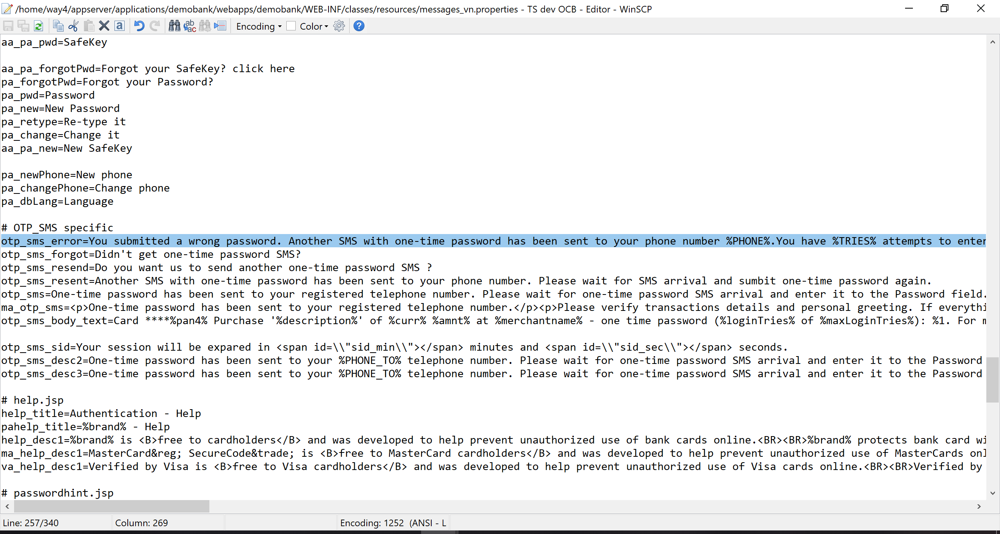 /home/way4/appserver/applications/demobank/webapps/demobank/WEB-INF/classes/resources/messages_vn.properties - TS dev OCB - Editor - WinSCP
Encoding Color
aa_pa_pwd=SafeKey
aa_pa_forgotPwd=Forgot your SafeKey? click here
pa_forgotPwd=Forgot your Password?
pa_pwd=Password
pa_new=New Password
pa_retype=Re-type it
pa_change=Change it
aa_pa_new=New SafeKey
pa_newPhone=New phone
pa_changePhone=Change phone
pa_dbLang=Language
# OTP_SMS specific
otp_sms_error=You submitted a wrong password. Another SMS with one-time password has been sent to your phone number %PHONE%.You have %TRIES% attempts to enter
otp_sms_forgot=Didn't get one-time password SMS?
otp_sms_resend=Do you want us to send another one-time password SMS ?
otp_sms_resent=Another SMS with one-time password has been sent to your phone number. Please wait for SMS arrival and sumbit one-time password again.
otp_sms=One-time password has been sent to your registered telephone number. Please wait for one-time password SMS arrival and enter it to the Password field.
ma_otp_sms=<p>One-time password has been sent to your registered telephone number.</p><p>Please verify transactions details and personal greeting. If everythi
otp_sms_body_text=Card ****%pan4% Purchase '%description%' of %curr% %amnt% at %merchantname% - one time password (%loginTries% of %maxLoginTries%): %1. For m
otp_sms_sid=Your session will be expared in <span id=\\"sid_min\\"></span> minutes and <span id=\\"sid_sec\\"></span> seconds.
otp_sms_desc2=One-time password has been sent to your %PHONE_TO% telephone number. Please wait for one-time password SMS arrival and enter it to the Password
otp_sms_desc3=One-time password has been sent to your %PHONE_TO% telephone number. Please wait for one-time password SMS arrival and enter it to the Password
# help.jsp
help_title=Authentication - Help
pahelp_title=%brand% - Help
help_desc1=%brand% is <B>free to cardholders</B> and was developed to help prevent unauthorized use of bank cards online.<BR><BR>%brand% protects bank card wi
ma_help_desc1=MasterCard&reg; SecureCode&trade; is <B>free to MasterCard cardholders</B> and was developed to help prevent unauthorized use of MasterCards onl
va_help_desc1=Verified by Visa is <B>free to Visa cardholders</B> and was developed to help prevent unauthorized use of Visa cards online.<BR><BR>Verified by
# passwordhint.jsp
Line: 257/340 Column: 269 Encoding: 1252 (ANSI - L